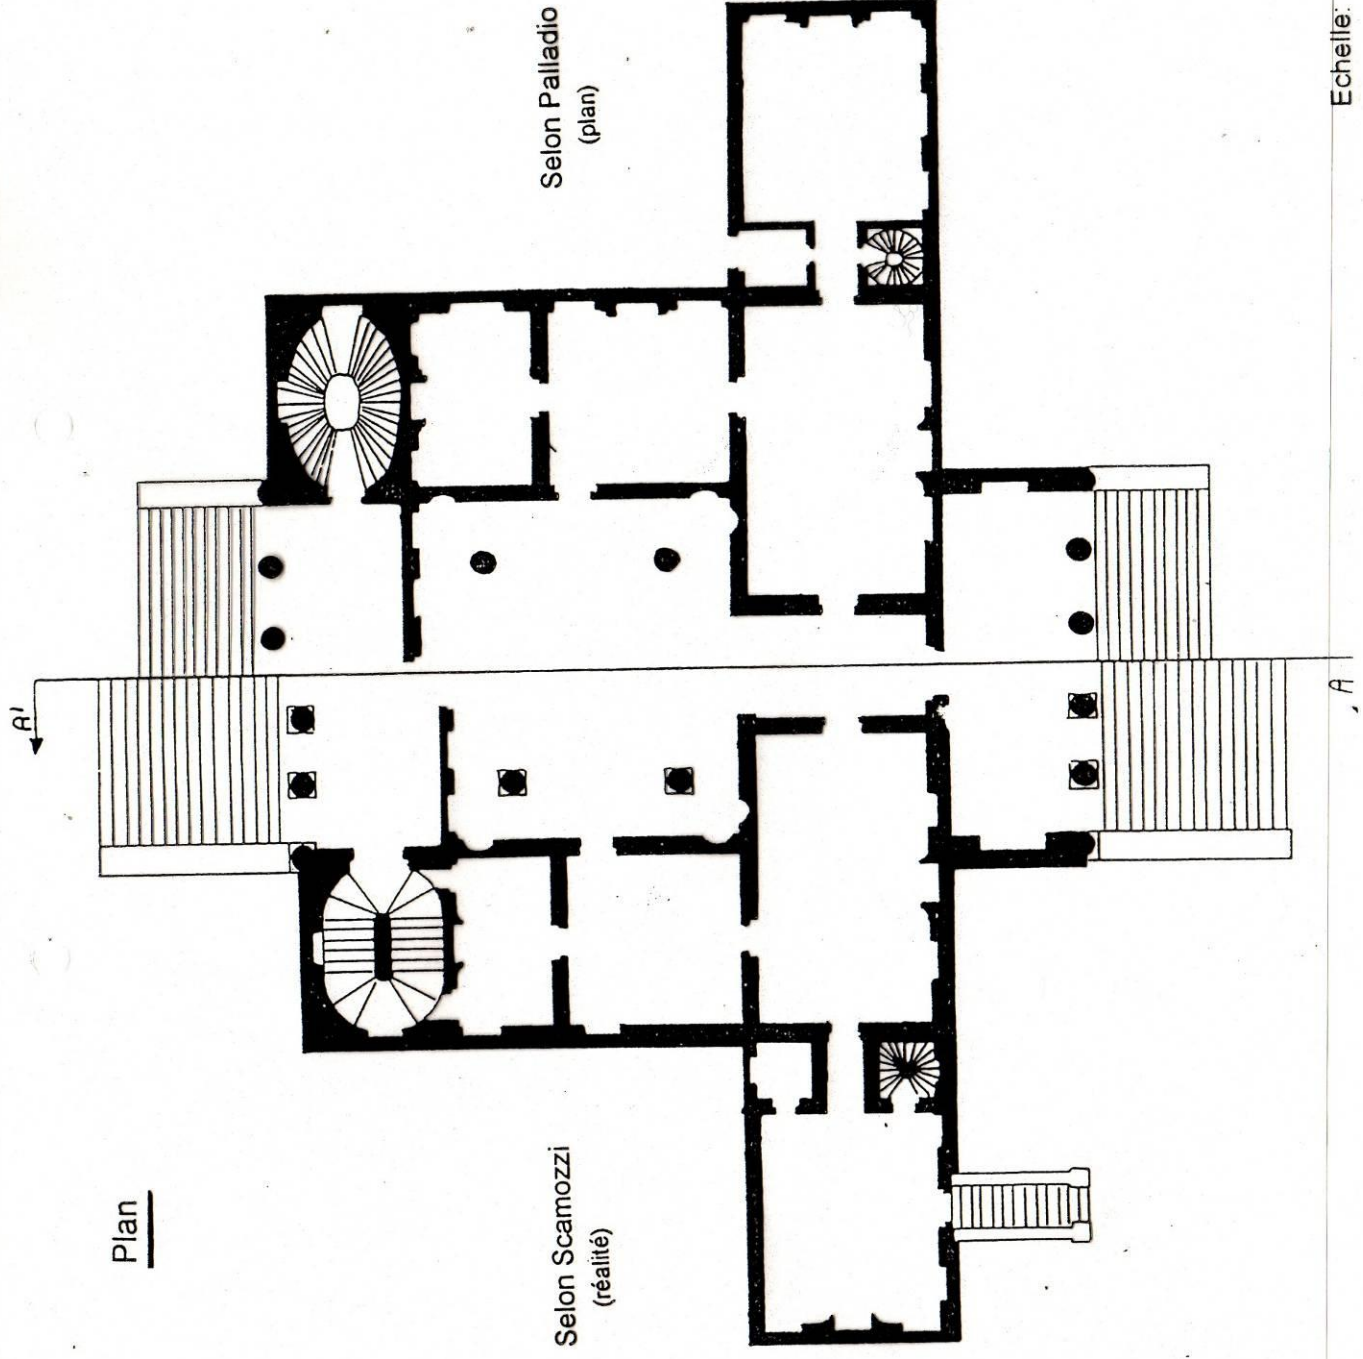 Plan
Selon Scamozzi
(réalité)
Selon Palladio
(plan)
A'
A
Echelle: